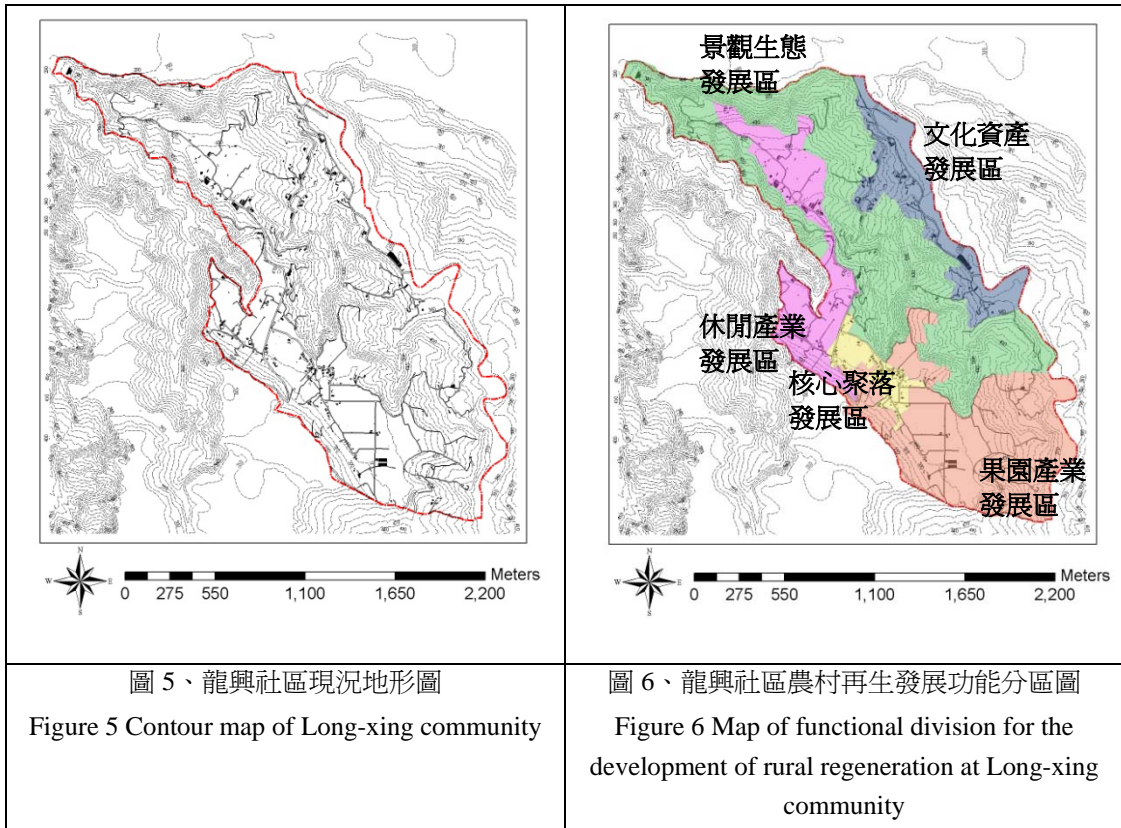 N
W
E
S
Meters
0 275 550 1,100 1,650 2,200
圖 5、龍興社區現況地形圖
Figure 5 Contour map of Long-xing community
景觀生態
發展區
文化資產
發展區
休閒產業
發展區
核心聚落
發展區
果園產業
發展區
N
W
E
S
Meters
0 275 550 1,100 1,650 2,200
圖 6、龍興社區農村再生發展功能分區圖
Figure 6 Map of functional division for the
development of rural regeneration at Long-xing
community